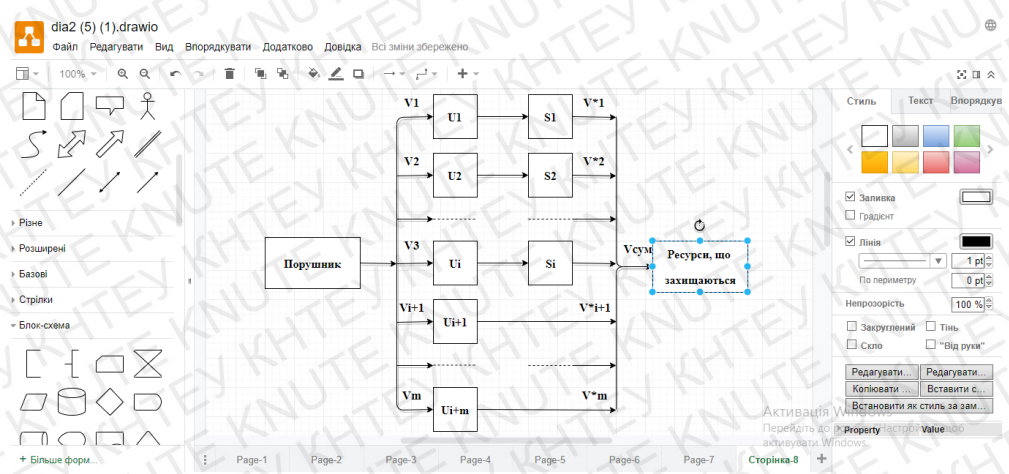 dia2 (5) (1).drawio
Файл Редагувати Вид Впорядкувати Додатково Довідка Всі зміни збережено
100%
Стиль Текст Впорядкув
V1 U1 S1 V*1
V2 U2 S2 V*2
V3 Ui Si Vсум
Порушник
Ресурси, що
захищаються
Vi+1 Ui+1 V*i+1
Vm Ui+m V*m
Різне
Розширені
Базові
Стрілки
Блок-схема
+ Більше форм...
Заливка
Градієнт
Лінія
1 pt
По периметру 0 pt
Непрозорість 100 %
Закруглений Тінь
Скло "Від руки"
Редагувати... Редагувати...
Копіювати ... Вставити с...
Встановити як стиль за зам...
Property Value
Активація Windows
Перейдіть до
активувати Windows.
Page-1 Page-2 Page-3 Page-4 Page-5 Page-6 Page-7 Сторінка-8
KNUTE KHTEY